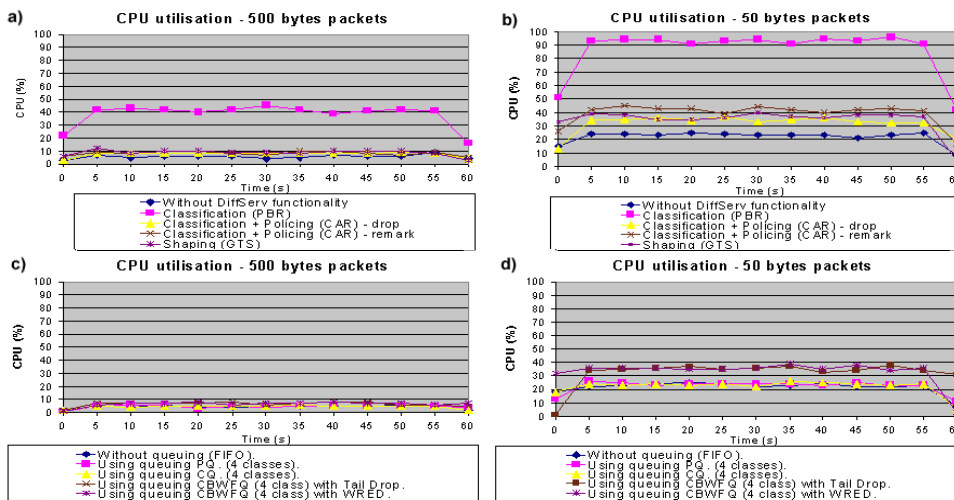 a)
CPU utilisation - 500 bytes packets
CPU (%)
100
90
80
70
60
50
40
30
20
10
0
0 5 10 15 20 25 30 35 40 45 50 55 60
Time (s)
Without DiffServ functionality
Classification (PBR)
Classification + Policing (CAR) - drop
Classification + Policing (CAR) - remark
Shaping (GTS)
b)
CPU utilisation - 50 bytes packets
CPU (%)
100
90
80
70
60
50
40
30
20
10
0
0 5 10 15 20 25 30 35 40 45 50 55 60
Time (s)
Without DiffServ functionality
Classification (PBR)
Classification + Policing (CAR) - drop
Classification + Policing (CAR) - remark
Shaping (GTS)
c)
CPU utilisation - 500 bytes packets
CPU (%)
100
90
80
70
60
50
40
30
20
10
0
0 5 10 15 20 25 30 35 40 45 50 55 60
Time (s)
Without queuing (FIFO).
Using queuing PQ. (4 classes).
Using queuing CQ. (4 classes).
Using queuing CBWFQ (4 class) with Tail Drop.
Using queuing CBWFQ (4 class) with WRED.
d)
CPU utilisation - 50 bytes packets
CPU (%)
100
90
80
70
60
50
40
30
20
10
0
0 5 10 15 20 25 30 35 40 45 50 55 60
Time (s)
Without queuing (FIFO).
Using queuing PQ. (4 classes).
Using queuing CQ. (4 classes).
Using queuing CBWFQ (4 class) with Tail Drop.
Using queuing CBWFQ (4 class) with WRED.